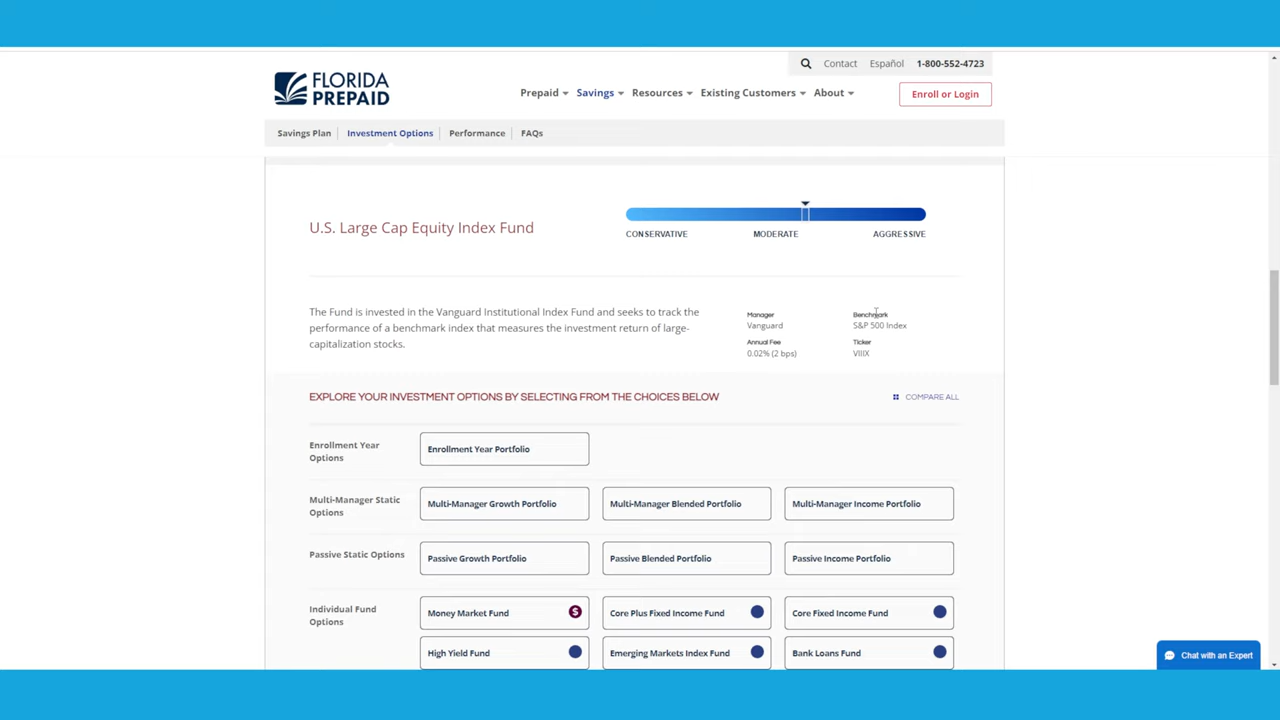 Contact Español 1-800-552-4723
FLORIDA
PREPAID
Prepaid Savings Resources Existing Customers About Enroll or Login
Savings Plan Investment Options Performance FAQs
U.S. Large Cap Equity Index Fund
CONSERVATIVE MODERATE AGGRESSIVE
The Fund is invested in the Vanguard Institutional Index Fund and seeks to track the
performance of a benchmark index that measures the investment return of large-
capitalization stocks.
Manager
Vanguard
Benchmark
S&P 500 Index
Annual Fee
0.02% (2 bps)
Ticker
VIIIX
EXPLORE YOUR INVESTMENT OPTIONS BY SELECTING FROM THE CHOICES BELOW
COMPARE ALL
Enrollment Year
Options
Enrollment Year Portfolio
Multi-Manager Static
Options
Multi-Manager Growth Portfolio
Multi-Manager Blended Portfolio
Multi-Manager Income Portfolio
Passive Static Options
Passive Growth Portfolio
Passive Blended Portfolio
Passive Income Portfolio
Individual Fund
Options
Money Market Fund $
Core Plus Fixed Income Fund
Core Fixed Income Fund
High Yield Fund
Emerging Markets Index Fund
Bank Loans Fund
Chat with an Expert